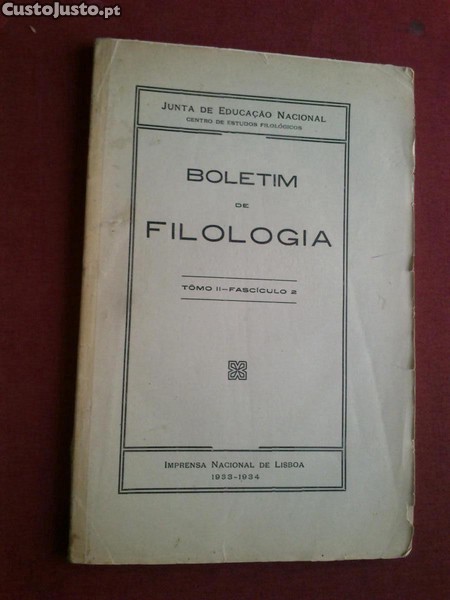 CustoJusto.pt
JUNTA DE EDUCAÇÃO NACIONAL
CENTRO DE ESTUDOS FILOLÓGICOS
BOLETIM
DE
FILOLOGIA
TÔMO II—FASCÍCULO 2
IMPRENSA NACIONAL DE LISBOA
1933-1934